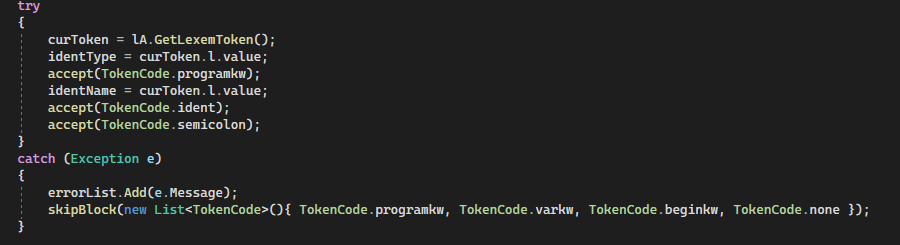 try
{
curToken = lA.GetLexemToken();
identType = curToken.l.value;
accept(TokenCode.programkw);
identName = curToken.l.value;
accept(TokenCode.ident);
accept(TokenCode.semicolon);
}
catch (Exception e)
{
errorList.Add(e.Message);
skipBlock(new List<TokenCode>(){ TokenCode.programkw, TokenCode.varkw, TokenCode.beginkw, TokenCode.none });
}